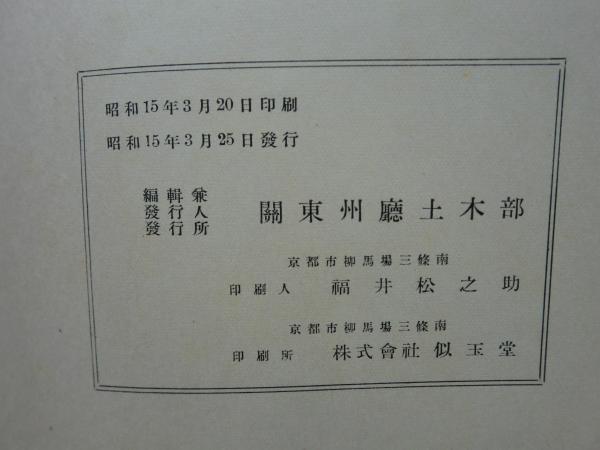 昭和15年3月20日印刷
昭和15年3月25日發行
編輯兼
發行人
發行所
關東州廳土木部
京都市柳馬場三條南
印刷人 福井松之助
京都市柳馬場三條南
印刷所 株式會社似玉堂